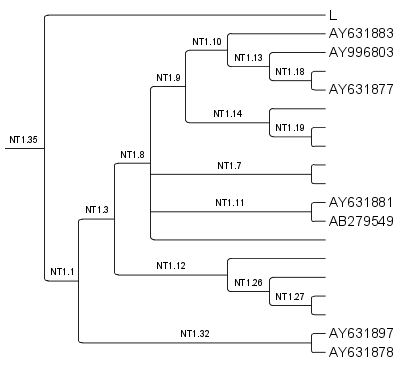 L
AY631883
NT1.10
AY996803
NT1.13
NT1.18
NT1.9
AY631877
NT1.14
NT1.19
NT1.35
NT1.8
NT1.7
AY631881
NT1.11
NT1.3
AB279549
NT1.12
NT1.1
NT1.26
NT1.27
AY631897
NT1.32
AY631878